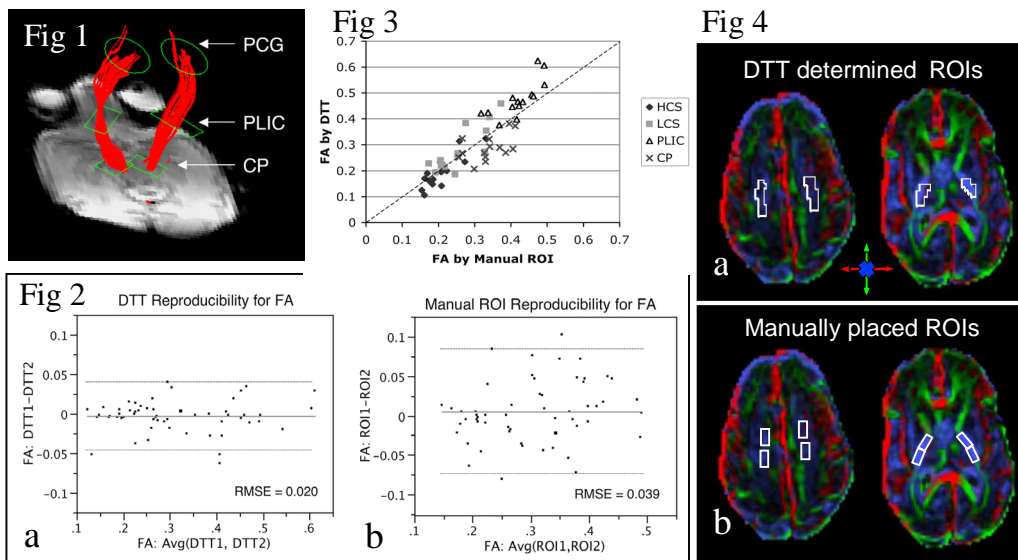 Fig 1
PCG
PLIC
CP
Fig 3
FA by DTT
0.7
0.6
0.5
0.4
0.3
0.2
0.1
0
0 0.1 0.2 0.3 0.4 0.5 0.6 0.7
FA by Manual ROI
HCS
LCS
PLIC
CP
Fig 4
DTT determined ROIs
a
Manually placed ROIs
b
Fig 2
DTT Reproducibility for FA
FA: DTT1-DTT2
0.1
0.05
0
-0.05
-0.1
RMSE = 0.020
.1 .2 .3 .4 .5 .6
FA: Avg(DTT1, DTT2)
a
Manual ROI Reproducibility for FA
FA: ROI1-ROI2
0.1
0.05
0
-0.05
-0.1
RMSE = 0.039
.1 .2 .3 .4 .5
FA: Avg(ROI1,ROI2)
b